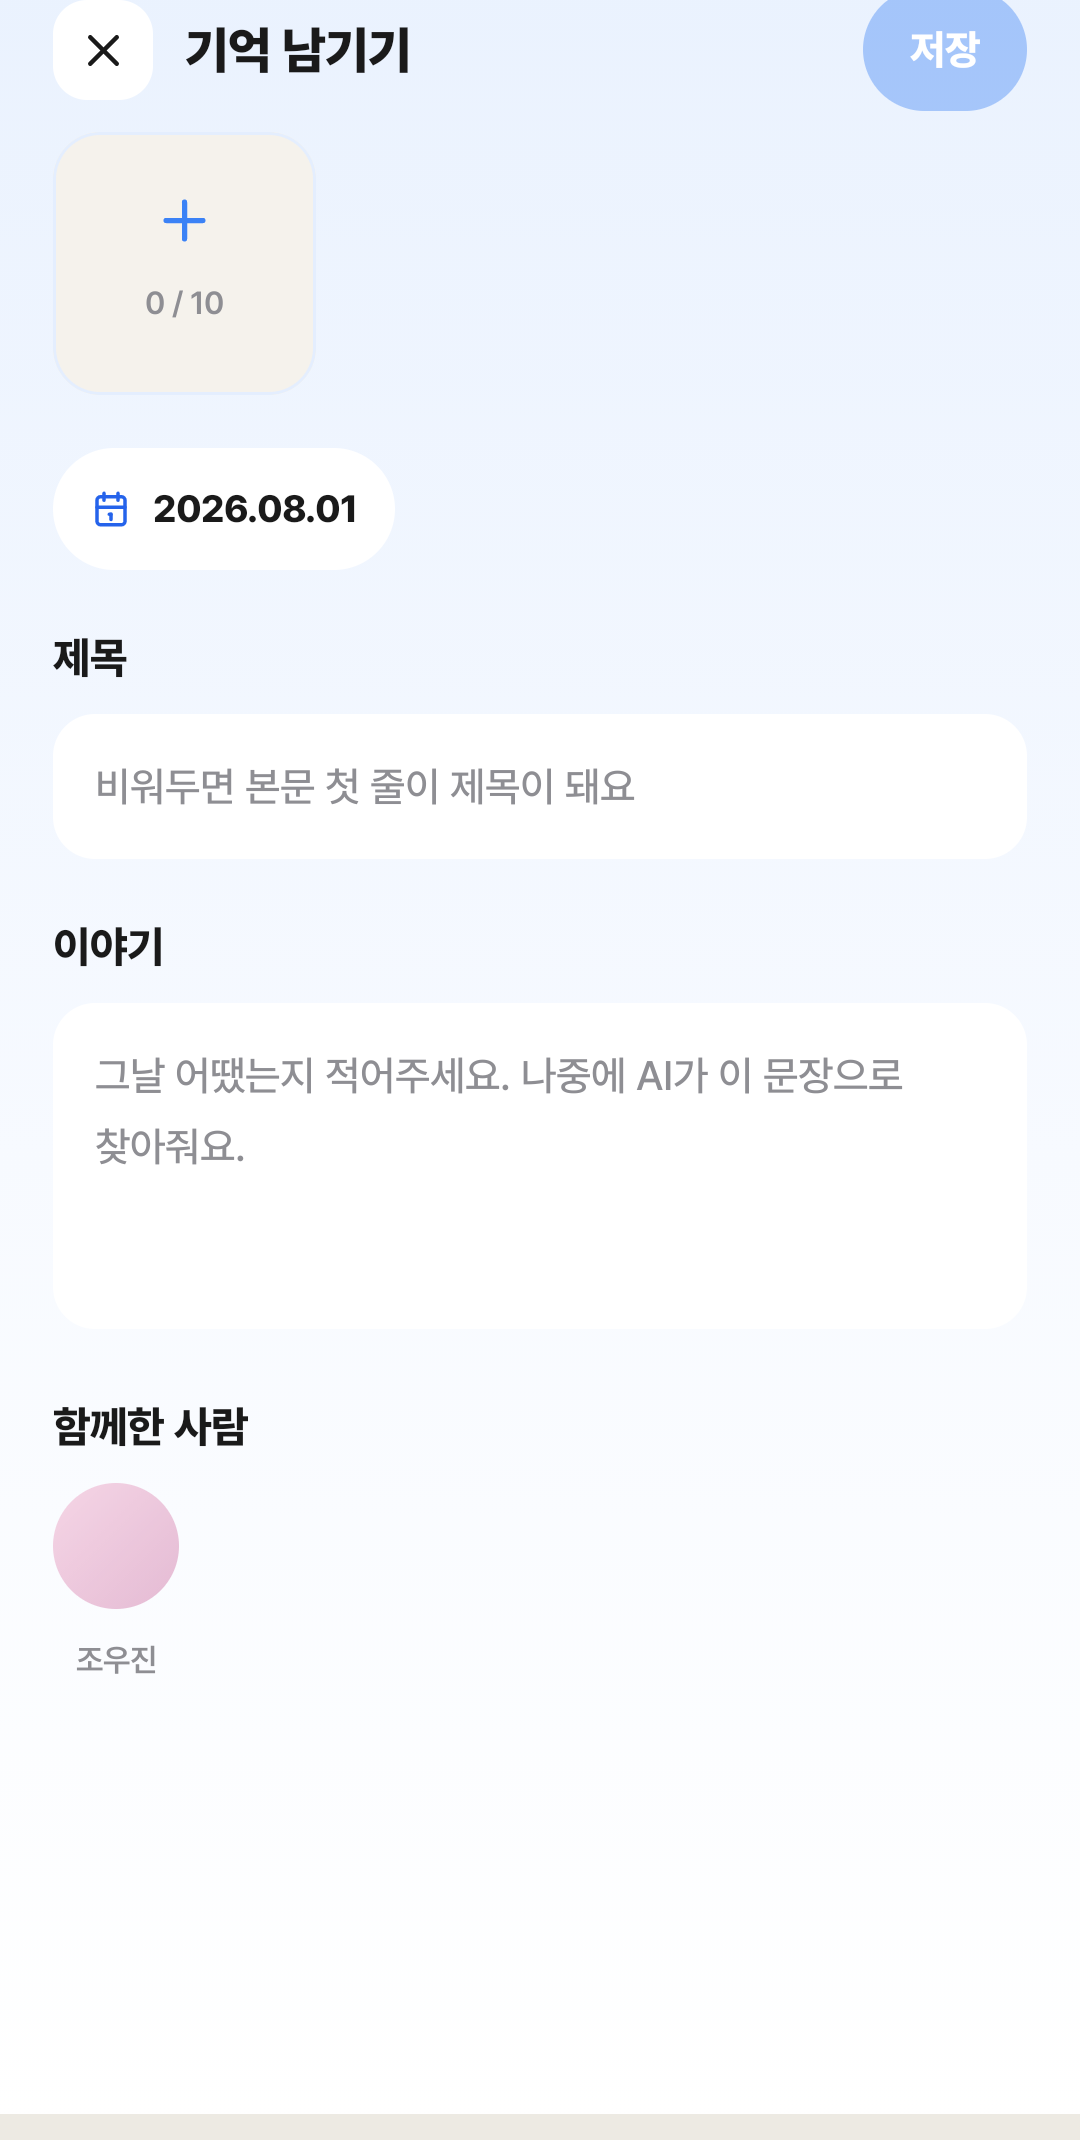 기억 남기기
저장
0 / 10
2026.08.01
제목
비워두면 본문 첫 줄이 제목이 돼요
이야기
그날 어땠는지 적어주세요. 나중에 AI가 이 문장으로
찾아줘요.
함께한 사람
조우진